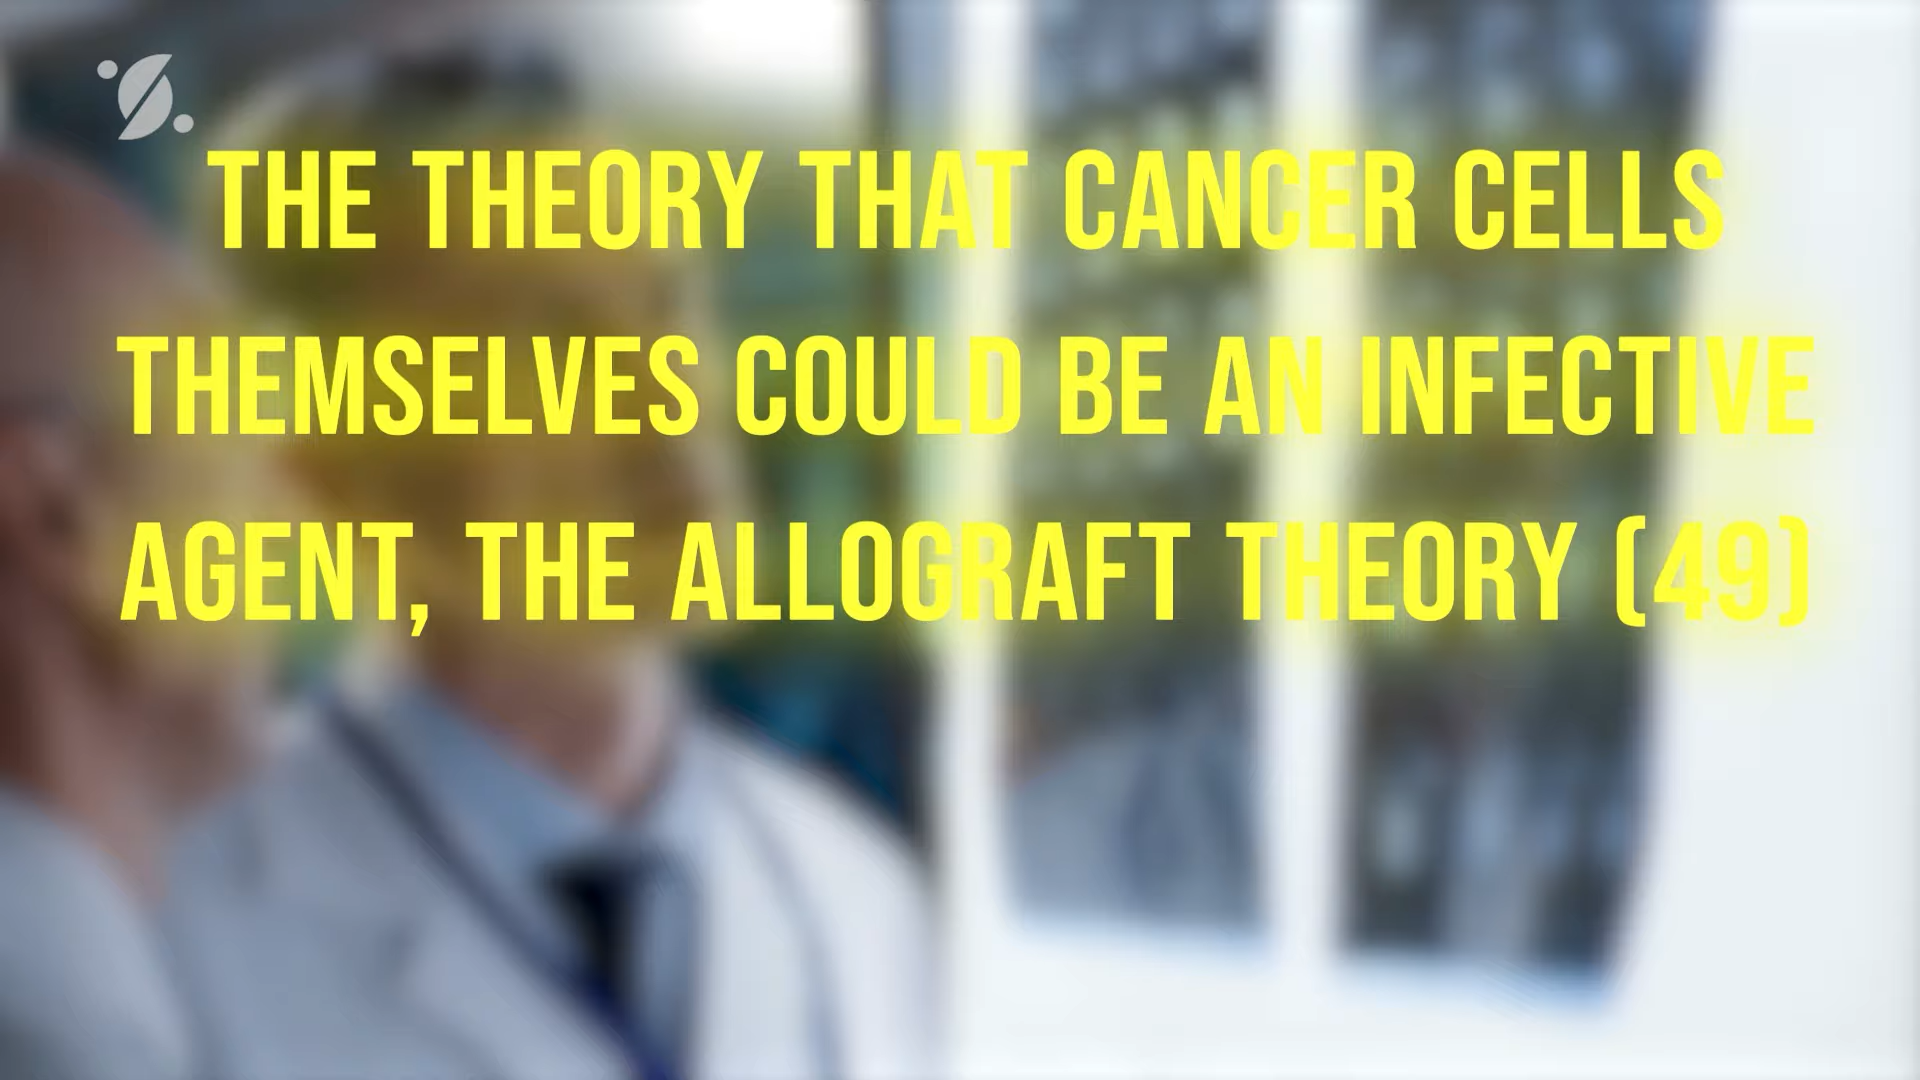 THE THEORY THAT CANCER CELLS
THEMSELVES COULD BE AN INFECTIVE
AGENT, THE ALLOGRAFT THEORY (49)